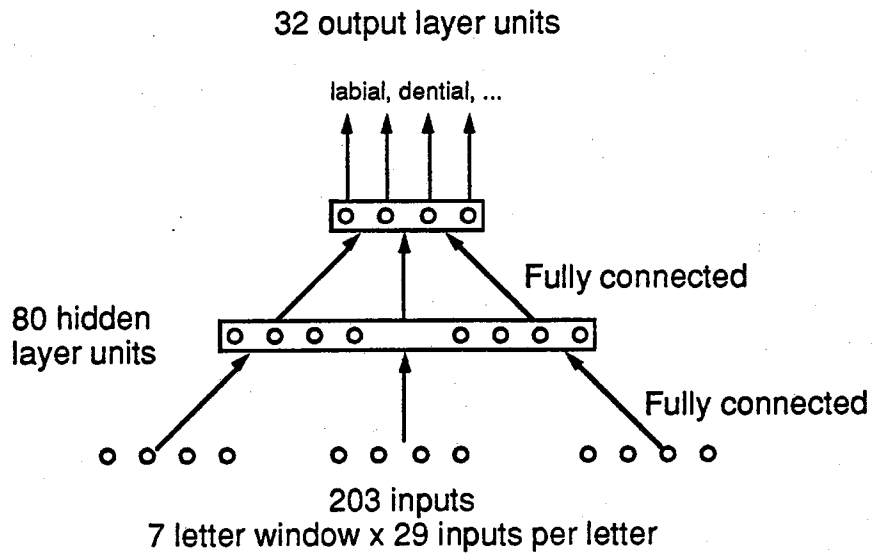 32 output layer units
labial, dential, ...
Fully connected
80 hidden
layer units
Fully connected
203 inputs
7 letter window x 29 inputs per letter